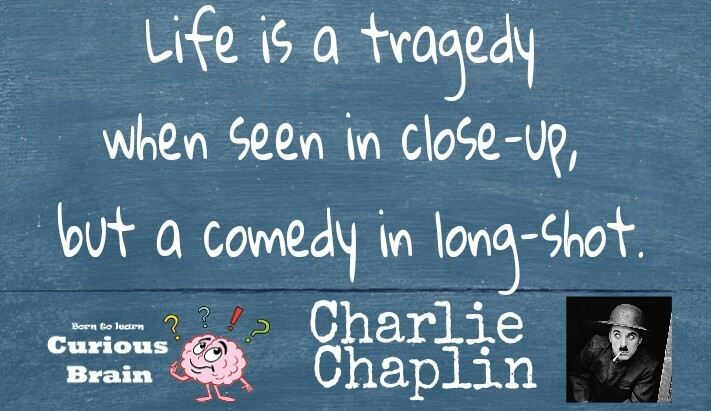 Life is a tragedy
when seen in close-up,
but a comedy in long-shot.
Born to learn
Curious
Brain
Charlie
Chaplin